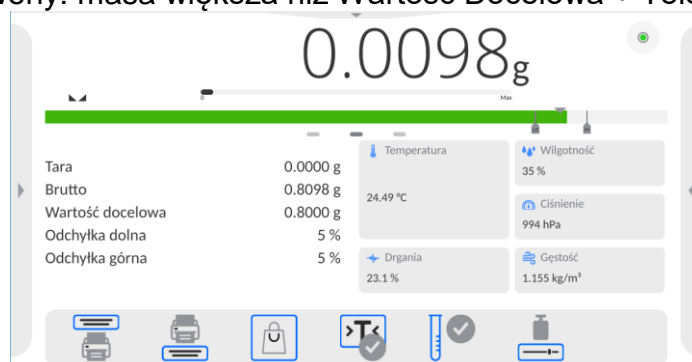 0.0098g
0 Max
Tara 0.0000 g
Brutto 0.8098 g
Wartość docelowa 0.8000 g
Odchyłka dolna 5 %
Odchyłka górna 5 %
Temperatura
24.49 °C
Wilgotność
35 %
Ciśnienie
994 hPa
Drgania
23.1 %
Gęstość
1.155 kg/m³
>T<